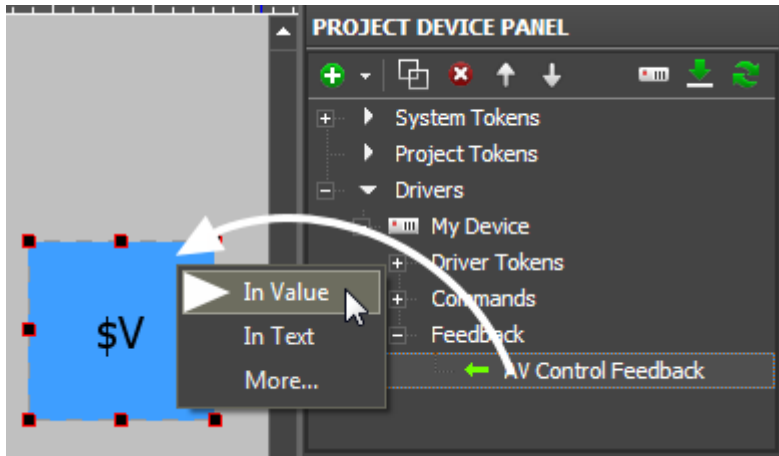 PROJECT DEVICE PANEL
System Tokens
Project Tokens
Drivers
My Device
Driver Tokens
Commands
Feedback
AV Control Feedback
$V
In Value
In Text
More...